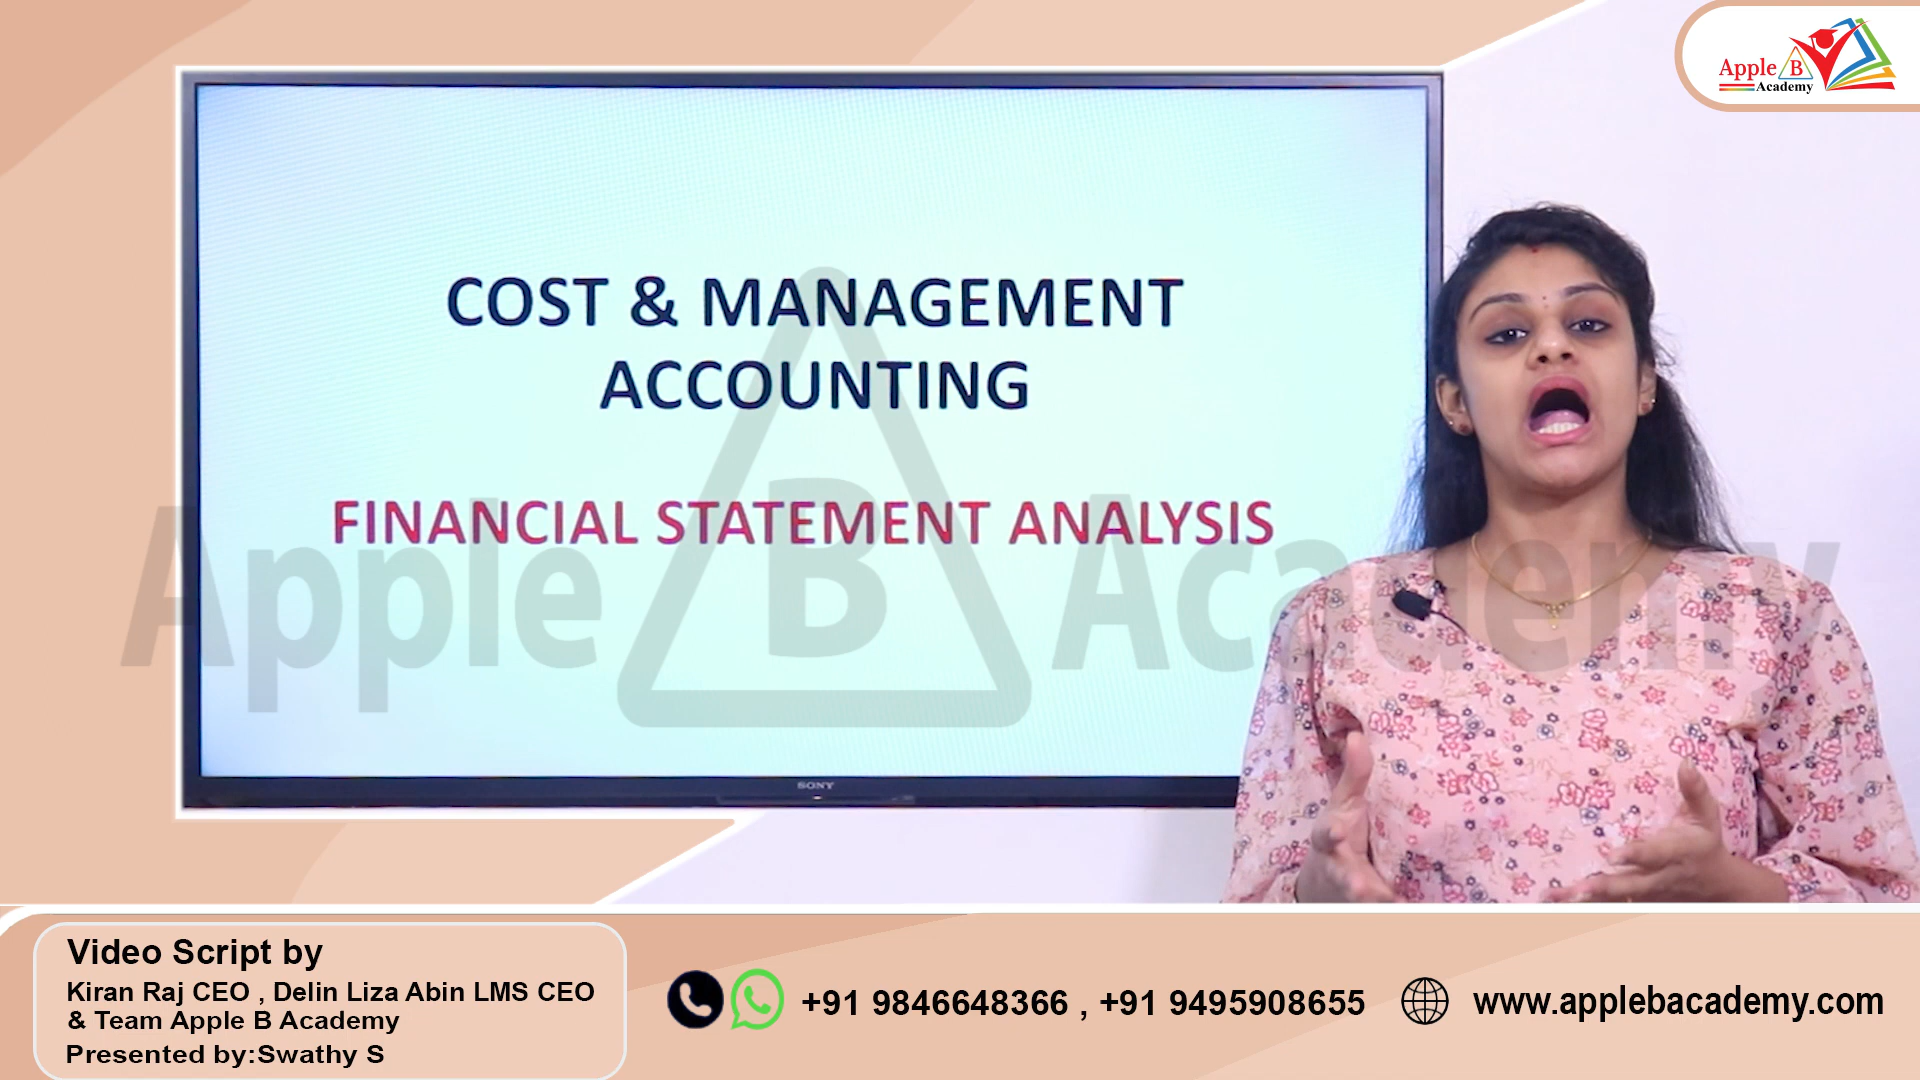 Apple B
Academy
COST & MANAGEMENT
ACCOUNTING
FINANCIAL STATEMENT ANALYSIS
Apple B Academy
SONY
Video Script by
Kiran Raj CEO , Delin Liza Abin LMS CEO
& Team Apple B Academy
Presented by:Swathy S
+91 9846648366 , +91 9495908655
www.applebacademy.com